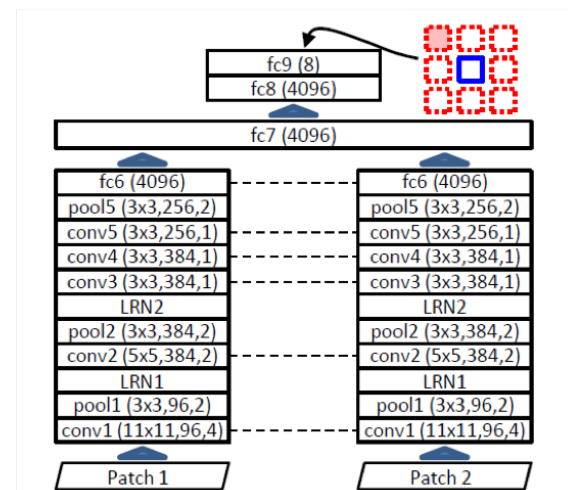 fc9 (8)
fc8 (4096)
fc7 (4096)
fc6 (4096)
pool5 (3x3,256,2)
conv5 (3x3,256,1)
conv4 (3x3,384,1)
conv3 (3x3,384,1)
LRN2
pool2 (3x3,384,2)
conv2 (5x5,384,2)
LRN1
pool1 (3x3,96,2)
conv1 (11x11,96,4)
Patch 1
fc6 (4096)
pool5 (3x3,256,2)
conv5 (3x3,256,1)
conv4 (3x3,384,1)
conv3 (3x3,384,1)
LRN2
pool2 (3x3,384,2)
conv2 (5x5,384,2)
LRN1
pool1 (3x3,96,2)
conv1 (11x11,96,4)
Patch 2